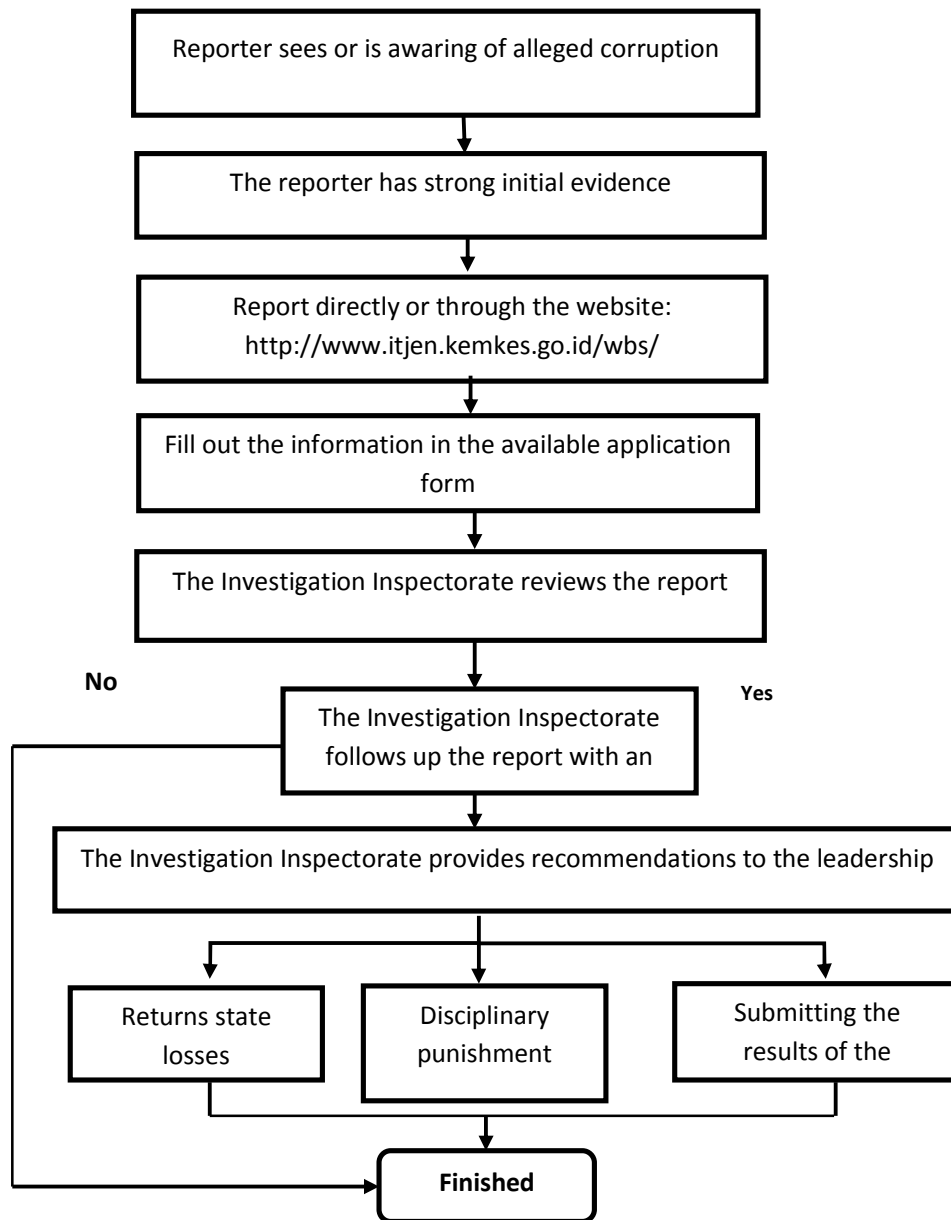 Reporter sees or is awaring of alleged corruption
The reporter has strong initial evidence
Report directly or through the website:
http://www.itjen.kemkes.go.id/wbs/
Fill out the information in the available application
form
The Investigation Inspectorate reviews the report
No
Yes
The Investigation Inspectorate
follows up the report with an
The Investigation Inspectorate provides recommendations to the leadership
Returns state
losses
Disciplinary
punishment
Submitting the
results of the
Finished